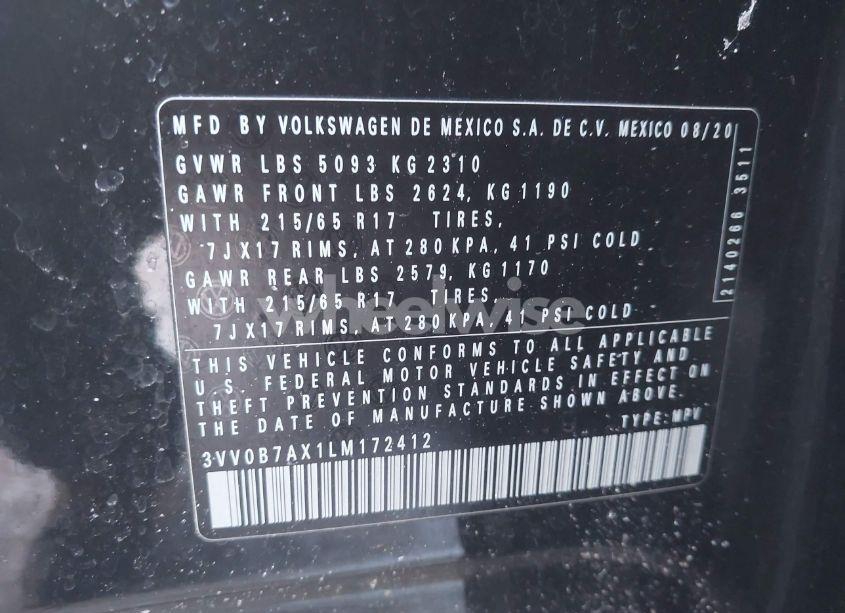 MFD BY VOLKSWAGEN DE MEXICO S.A. DE C.V. MEXICO 08/20
GVWR LBS 5093 KG 2310
GAWR FRONT LBS 2624, KG 1190
WITH 215/65 R17 TIRES,
7JX17 RIMS, AT 280 KPA, 41 PSI COLD
GAWR REAR LBS 2579, KG 1170
WITH 215/65 R17 TIRES,
7JX17 RIMS, AT 280 KPA, 41 PSI COLD
THIS VEHICLE CONFORMS TO ALL APPLICABLE
U.S. FEDERAL MOTOR VEHICLE SAFETY AND
THEFT PREVENTION STANDARDS IN EFFECT ON
THE DATE OF MANUFACTURE SHOWN ABOVE.
TYPE: MPV
3VV0B7AX1LM172412
2140266 3511
wheelwise